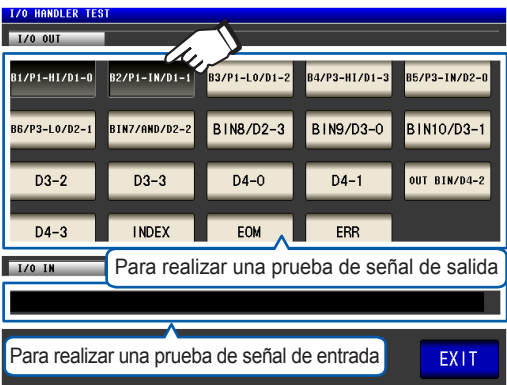 I/O HANDLER TEST
I/O OUT
B1/P1-HI/D1-0 B2/P1-IN/D1-1 B3/P1-LO/D1-2 B4/P3-HI/D1-3 B5/P3-IN/D2-0
B6/P3-LO/D2-1 BIN7/AND/D2-2 BIN8/D2-3 BIN9/D3-0 BIN10/D3-1
D3-2 D3-3 D4-0 D4-1 OUT BIN/D4-2
D4-3 INDEX EOM ERR
Para realizar una prueba de señal de salida
I/O IN
Para realizar una prueba de señal de entrada
EXIT